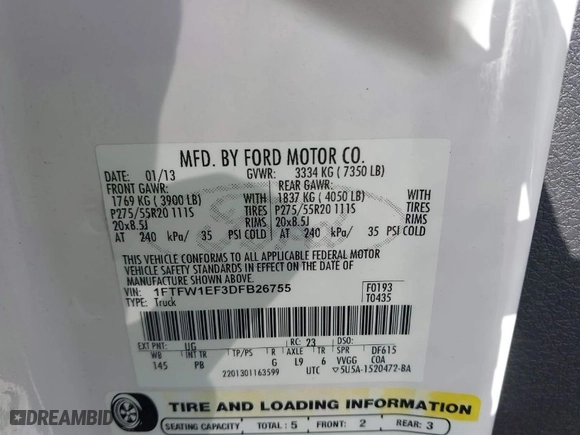 MFD. BY FORD MOTOR CO.
DATE: 01/13 GVWR: 3334 KG ( 7350 LB)
FRONT GAWR: REAR GAWR:
1769 KG ( 3900 LB) WITH 1837 KG ( 4050 LB) WITH
P275/55R20 111S TIRES P275/55R20 111S TIRES
20x8.5J RIMS 20x8.5J RIMS
AT 240 kPa/ 35 PSI COLD AT 240 kPa/ 35 PSI COLD
THIS VEHICLE CONFORMS TO ALL APPLICABLE FEDERAL MOTOR
VEHICLE SAFETY STANDARDS IN EFFECT ON THE DATE OF
MANUFACTURE SHOWN ABOVE.
VIN: 1FTFW1EF3DFB26755 F0193
TYPE: Truck T0435
EXT PNT: UG RC: 23 DSO:
WB INT TR TP/PS R AXLE TR SPR DF615
145 PB G L9 6 VVGG COA
2201301163599 UTC ▽5U5A-1520472-BA
TIRE AND LOADING INFORMATION
SEATING CAPACITY TOTAL : 5 FRONT: 2 REAR: 3
DREAMBID